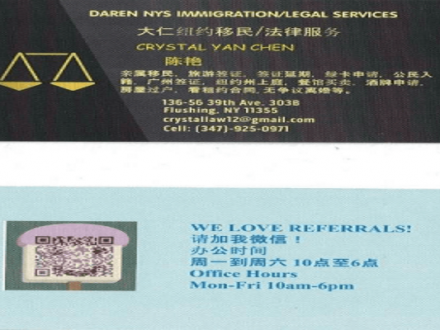 DAREN NYS IMMIGRATION/LEGAL SERVICES
大仁纽约移民/法律服务
CRYSTAL YAN CHEN
陈艳
亲属移民, 旅游签证, 签证延期, 绿卡申请, 公民入
籍, 广州签证, 纽约州上庭, 餐馆买卖, 酒牌申请,
房屋过户, 看租约合同, 无争议离婚等。
136-56 39th Ave. 303B
Flushing, NY 11355
crystallaw12@gmail.com
Cell: (347)-925-0971
WE LOVE REFERRALS!
请加我微信!
办公时间
周一到周六 10点至6点
Office Hours
Mon-Fri 10am-6pm